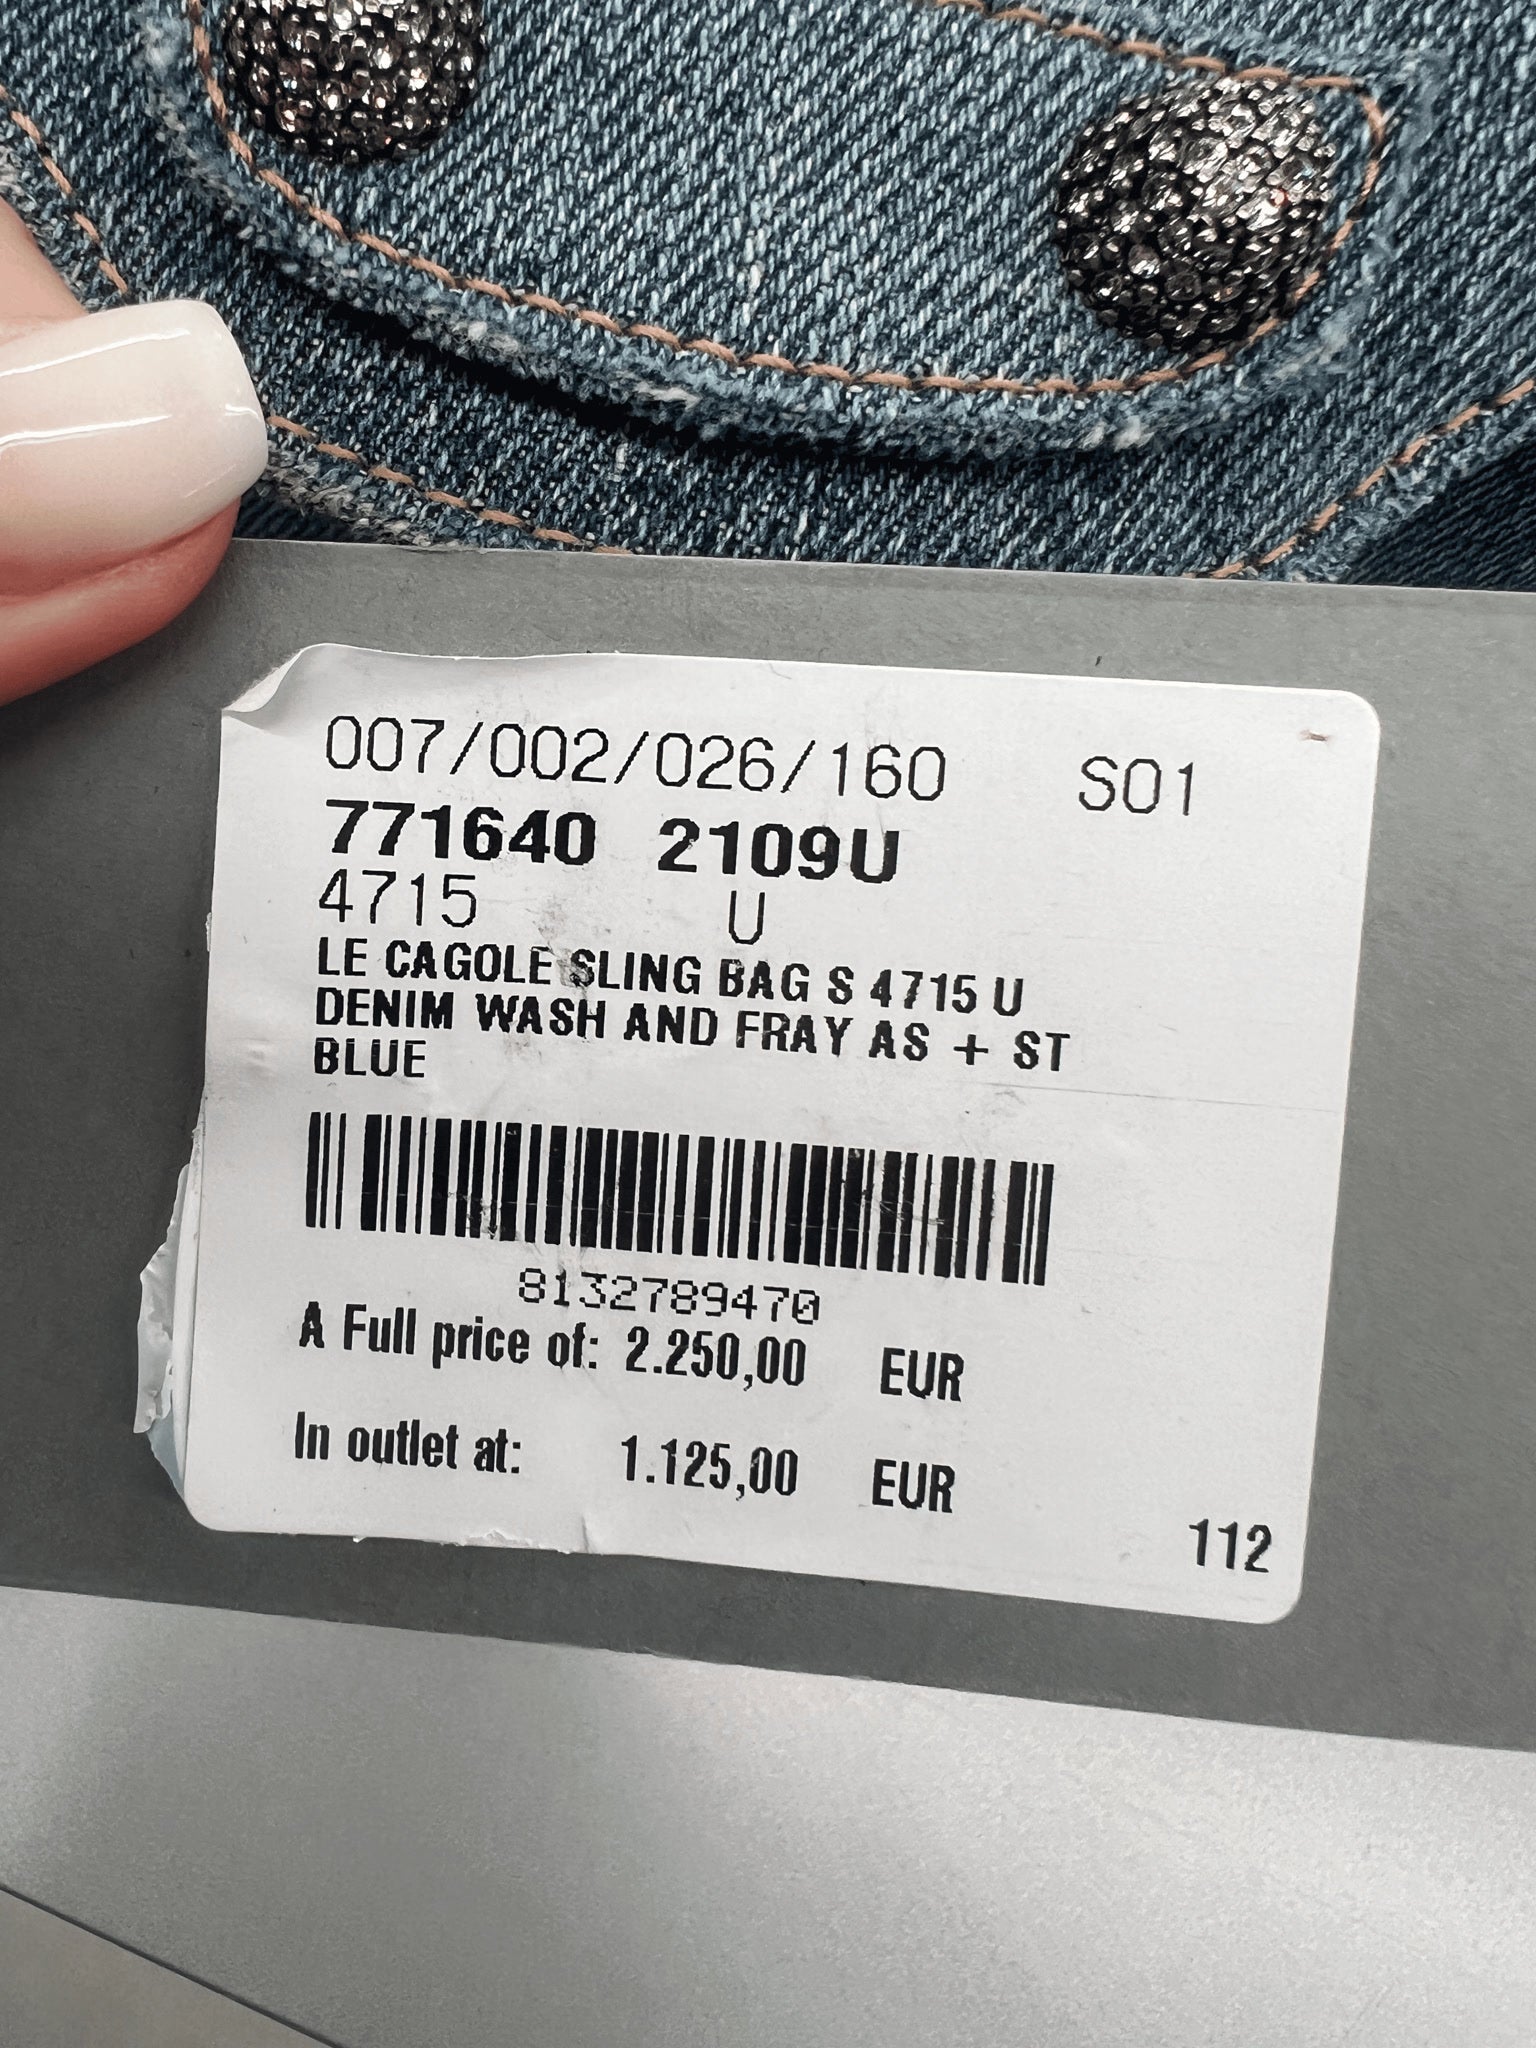 007/002/026/160 S01
771640 2109U
4715 U
LE CAGOLE SLING BAG S 4715 U
DENIM WASH AND FRAY AS + ST
BLUE
8132789470
A Full price of: 2.250,00 EUR
In outlet at: 1.125,00 EUR
112